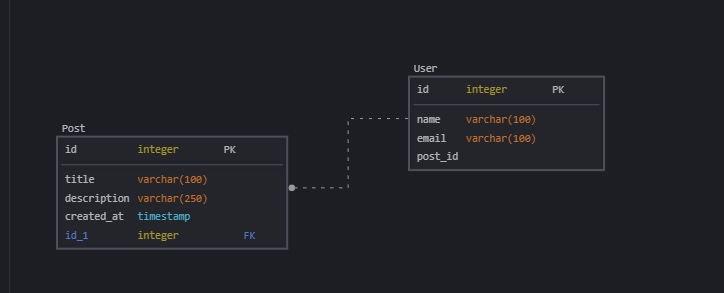 User
id integer PK
name varchar(100)
email varchar(100)
post_id
Post
id integer PK
title varchar(100)
description varchar(250)
created_at timestamp
id_1 integer FK